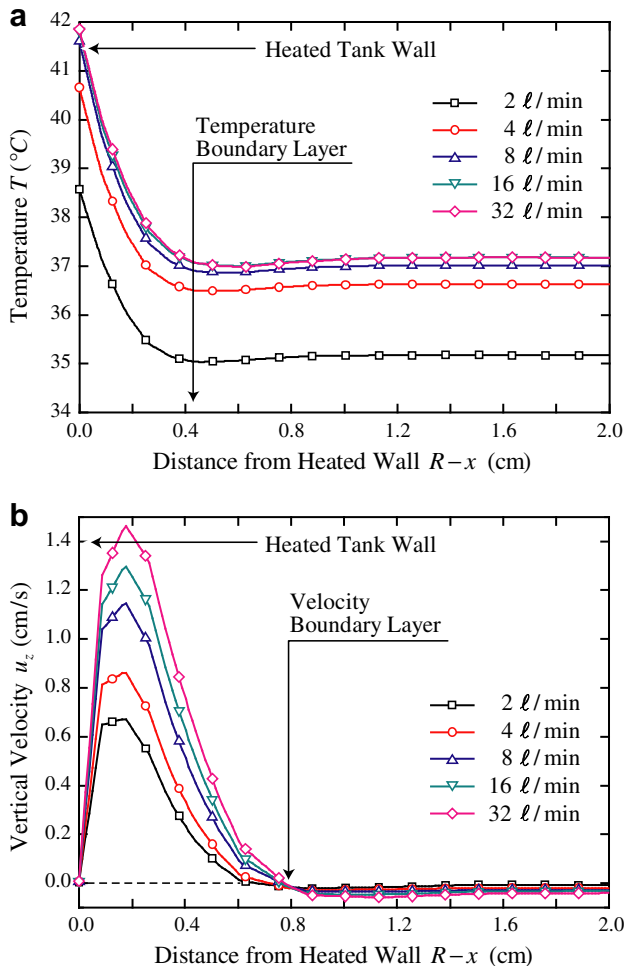 a
42
Heated Tank Wall
41
2 ℓ/min
40
4 ℓ/min
Temperature
Boundary Layer
8 ℓ/min
39
16 ℓ/min
32 ℓ/min
38
37
36
35
34
Temperature T (°C)
0.0 0.4 0.8 1.2 1.6 2.0
Distance from Heated Wall R−x (cm)
b
1.4
Heated Tank Wall
1.2
Velocity
Boundary Layer
1.0
0.8
2 ℓ/min
4 ℓ/min
0.6
8 ℓ/min
16 ℓ/min
0.4
32 ℓ/min
0.2
0.0
Vertical Velocity u_z (cm/s)
0.0 0.4 0.8 1.2 1.6 2.0
Distance from Heated Wall R−x (cm)